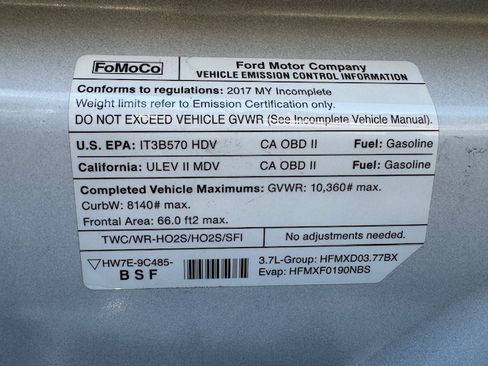 FoMoCo
Ford Motor Company
VEHICLE EMISSION CONTROL INFORMATION
Conforms to regulations: 2017 MY Incomplete
Weight limits refer to Emission Certification only.
DO NOT EXCEED VEHICLE GVWR (See Incomplete Vehicle Manual).
U.S. EPA: IT3B570 HDV CA OBD II Fuel: Gasoline
California: ULEV II MDV CA OBD II Fuel: Gasoline
Completed Vehicle Maximums: GVWR: 10,360# max.
CurbW: 8140# max.
Frontal Area: 66.0 ft2 max.
TWC/WR-HO2S/HO2S/SFI No adjustments needed.
HW7E-9C485-
BSF
3.7L-Group: HFMXD03.77BX
Evap: HFMXF0190NBS